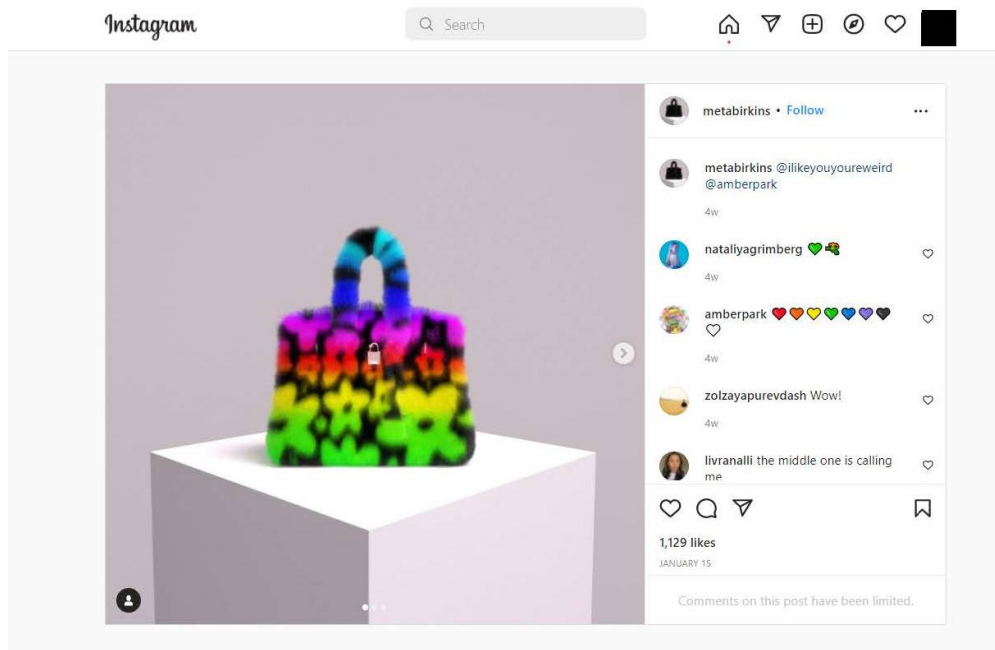 Instagram
Search
metabirkins • Follow
metabirkins @ilikeyouyoureweird
@amberpark
4w
nataliyagrimberg 💚🔫
4w
amberpark ❤️🧡💛💚💙💜🖤
🤍
4w
zolzayapurevdash Wow!
4w
livranalli the middle one is calling
me
1,129 likes
JANUARY 15
Comments on this post have been limited.